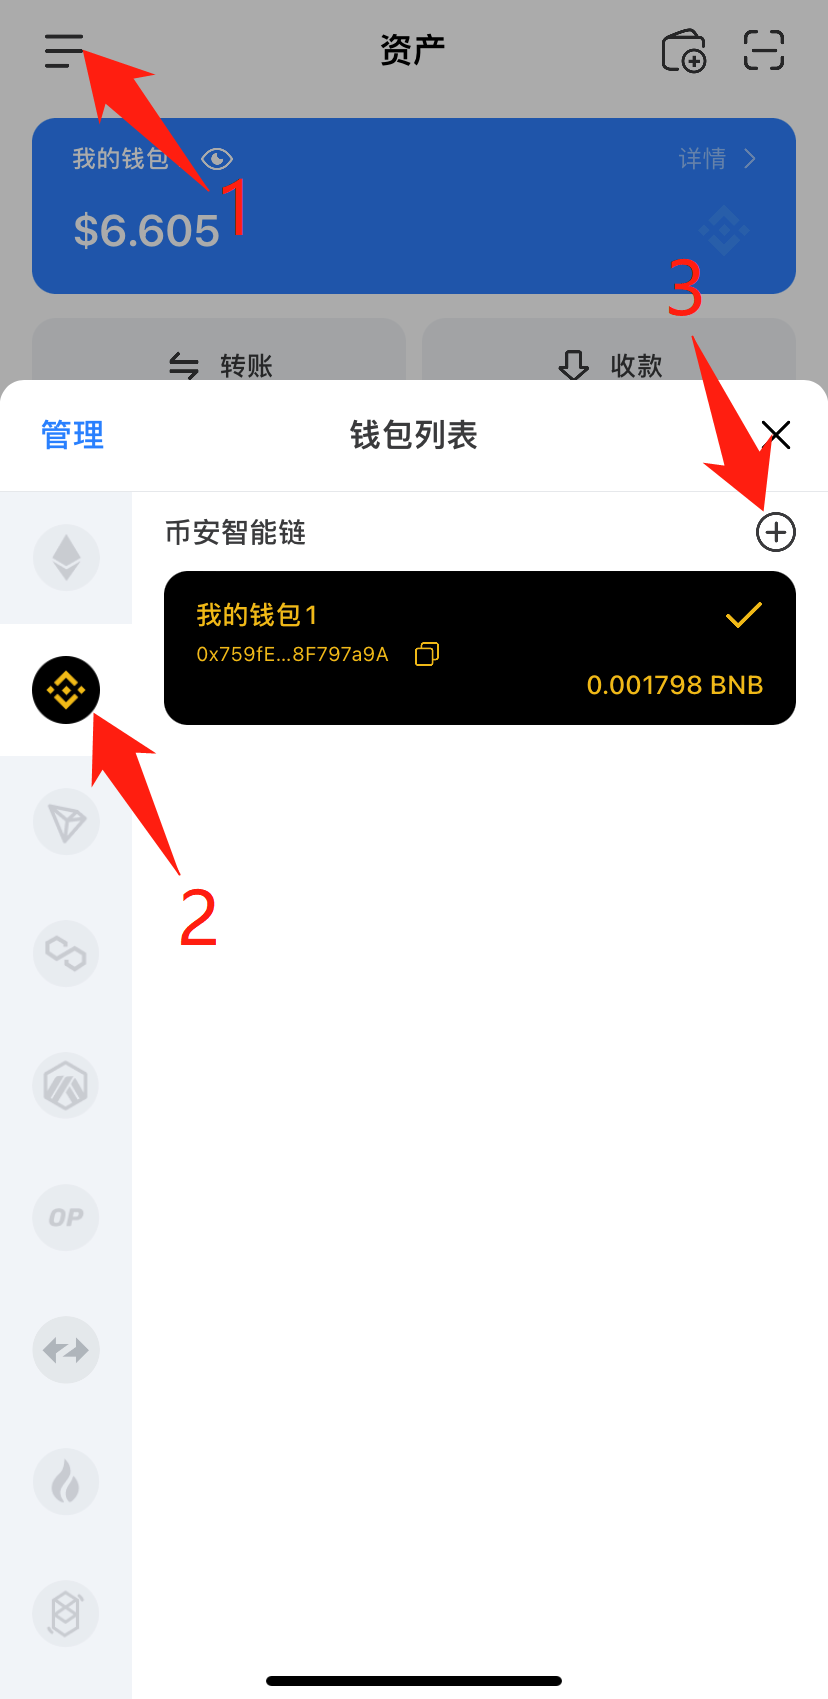 资产
我的钱包
详情
$6.605
1
3
转账
收款
管理
钱包列表
币安智能链
我的钱包1
0x759fE...8F797a9A
0.001798 BNB
2
OP